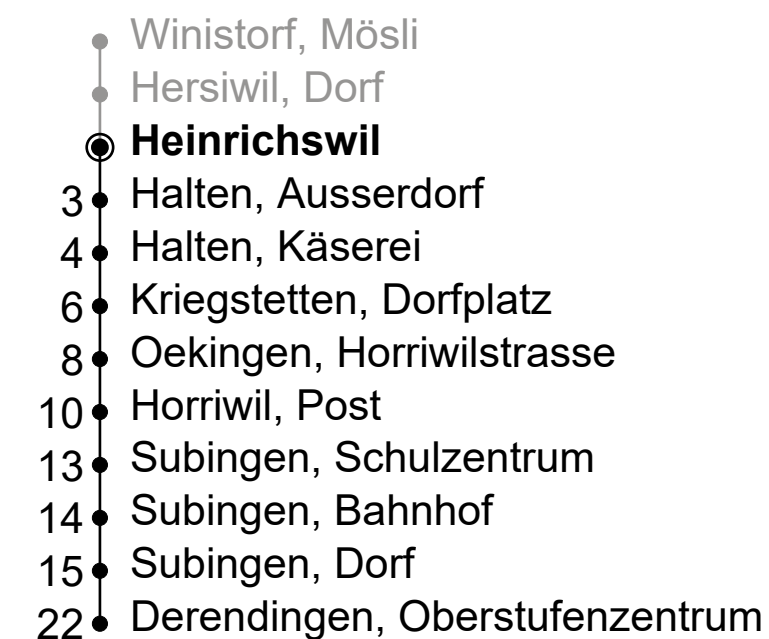 Winistorf, Mösli
Hersiwil, Dorf
Heinrichswil
3 Halten, Ausserdorf
4 Halten, Käserei
6 Kriegstetten, Dorfplatz
8 Oekingen, Horriwilstrasse
10 Horriwil, Post
13 Subingen, Schulzentrum
14 Subingen, Bahnhof
15 Subingen, Dorf
22 Derendingen, Oberstufenzentrum